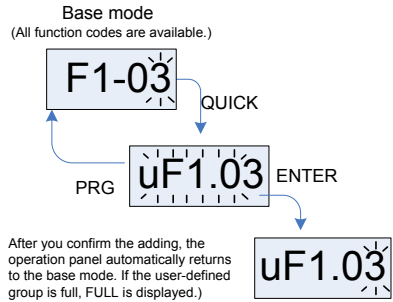 Base mode
(All function codes are available.)
F1-03
QUICK
uF1.03
ENTER
PRG
After you confirm the adding, the
operation panel automatically returns
to the base mode. If the user-defined
group is full, FULL is displayed.)
uF1.03